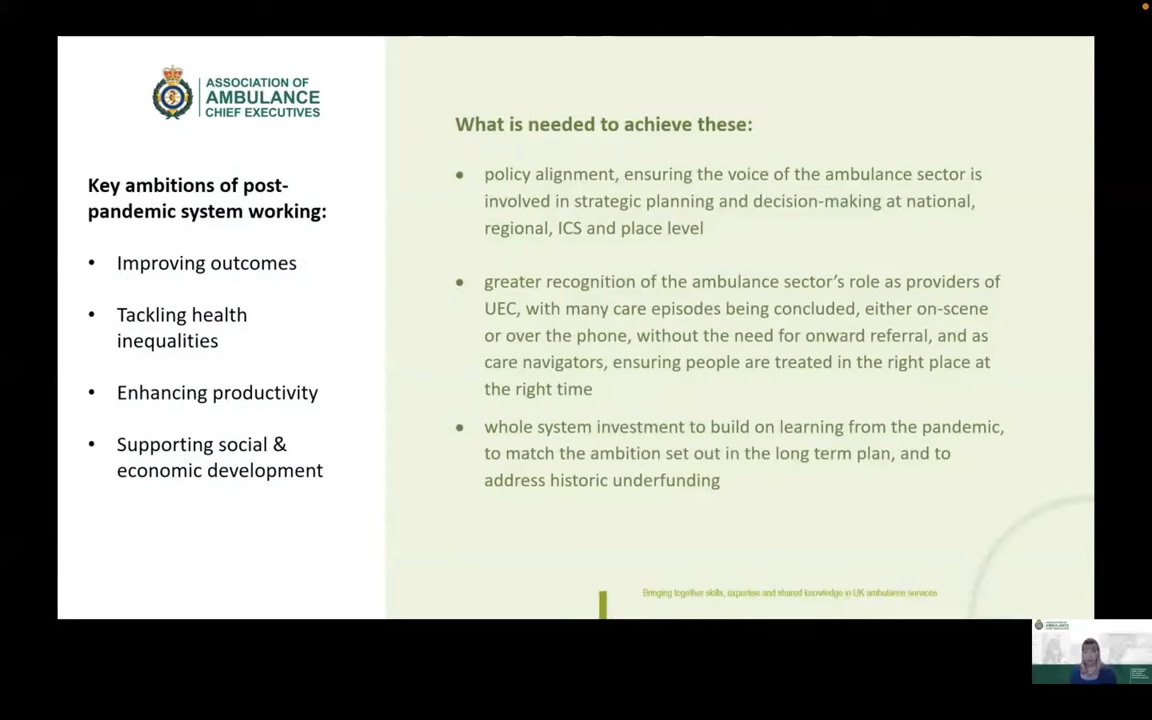 ASSOCIATION OF
AMBULANCE
CHIEF EXECUTIVES
Key ambitions of post-
pandemic system working:
• Improving outcomes
• Tackling health
inequalities
• Enhancing productivity
• Supporting social &
economic development
What is needed to achieve these:
• policy alignment, ensuring the voice of the ambulance sector is
involved in strategic planning and decision-making at national,
regional, ICS and place level
• greater recognition of the ambulance sector's role as providers of
UEC, with many care episodes being concluded, either on-scene
or over the phone, without the need for onward referral, and as
care navigators, ensuring people are treated in the right place at
the right time
• whole system investment to build on learning from the pandemic,
to match the ambition set out in the long term plan, and to
address historic underfunding
Bringing together skills, expertise and shared knowledge in UK ambulance services
ASSOCIATION OF
AMBULANCE
CHIEF EXECUTIVES